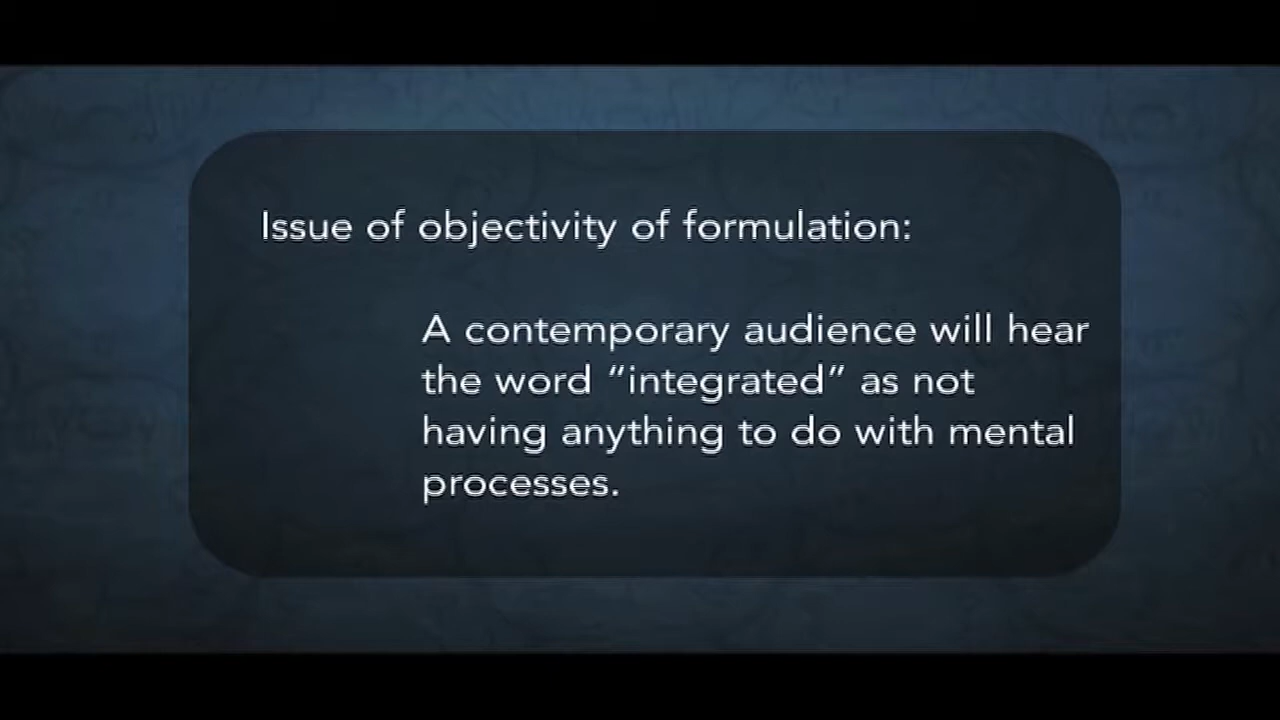 Issue of objectivity of formulation:
A contemporary audience will hear
the word “integrated” as not
having anything to do with mental
processes.